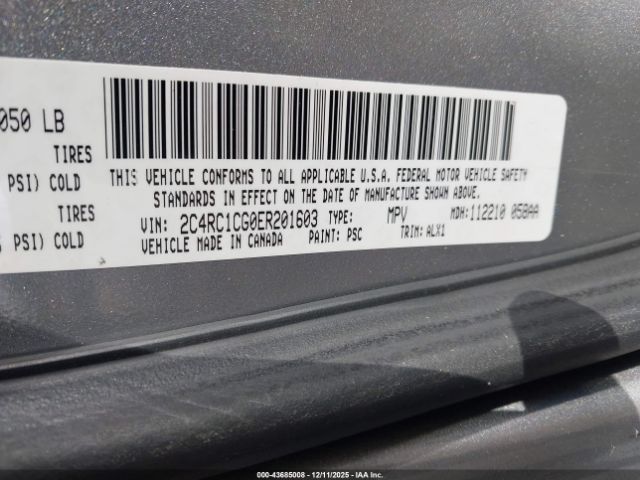 050 LB
TIRES
PSI) COLD
TIRES
PSI) COLD
THIS VEHICLE CONFORMS TO ALL APPLICABLE U.S.A. FEDERAL MOTOR VEHICLE SAFETY
STANDARDS IN EFFECT ON THE DATE OF MANUFACTURE SHOWN ABOVE.
VIN: 2C4RC1CG0ER201603 TYPE: MPV MDH: 112210 050AA
VEHICLE MADE IN CANADA PAINT: PSC TRIM: ALX1
000-43685008 12/11/2025 IAA Inc.